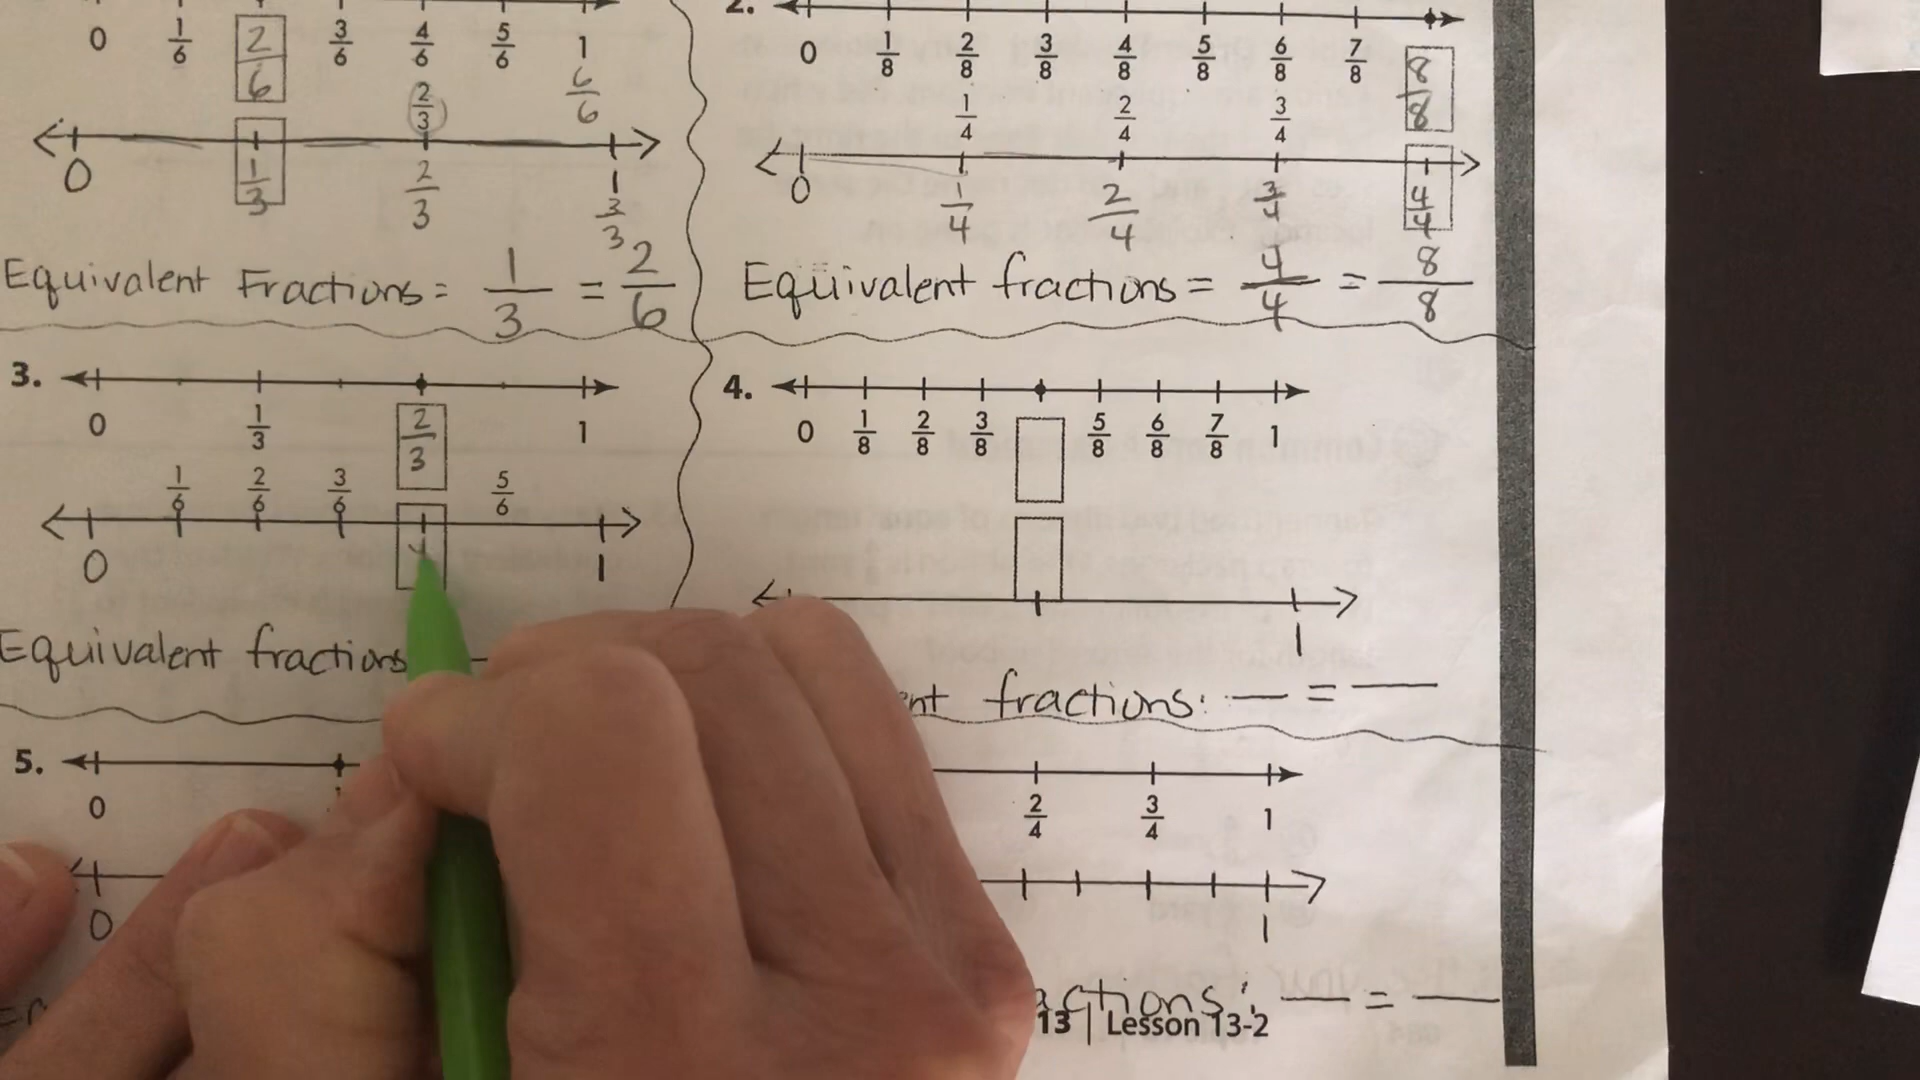 0 1/6 2/6 3/6 4/6 5/6 1
6/6
2/3
0 1/3 2/3 1
3/3
Equivalent Fractions = 1/3 = 2/6
2.
0 1/8 2/8 3/8 4/8 5/8 6/8 7/8 8/8
1/4 2/4 3/4
0 1/4 2/4 3/4 4/4
Equivalent fractions = 4/4 = 8/8
3.
0 1/3 2/3 1
1/6 2/6 3/6 5/6
0 1
Equivalent fractions
4.
0 1/8 2/8 3/8 5/8 6/8 7/8 1
1
fractions: =
5.
0
0
2/4 3/4 1
1
=
13 | Lesson 13-2